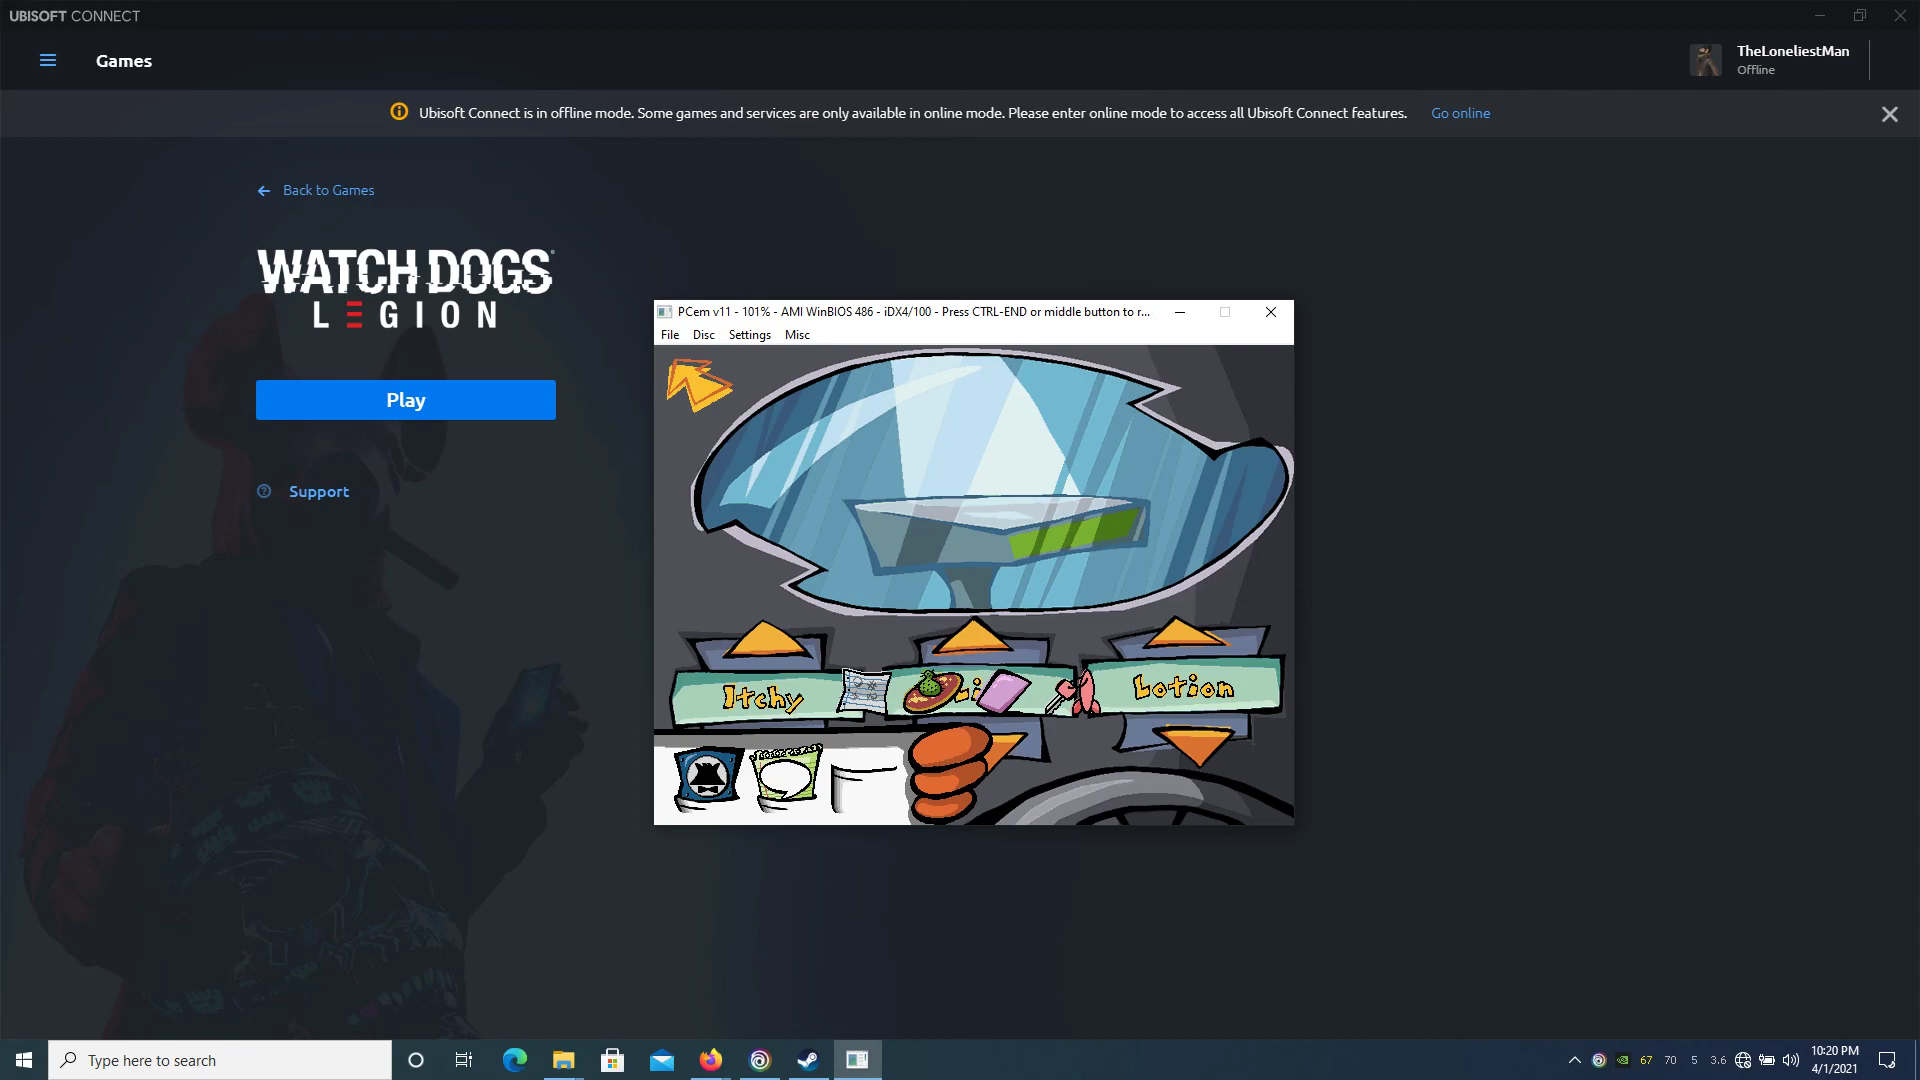 UBISOFT CONNECT
Games
TheLoneliestMan
Offline
Ubisoft Connect is in offline mode. Some games and services are only available in online mode. Please enter online mode to access all Ubisoft Connect features. Go online
Back to Games
WATCH DOGS
LEGION
Play
Support
PCem v11 - 101% - AMI WinBIOS 486 - iDX4/100 - Press CTRL-END or middle button to r...
File Disc Settings Misc
Itchy
Lotion
Type here to search
67 70 5 3.6
10:20 PM
4/1/2021